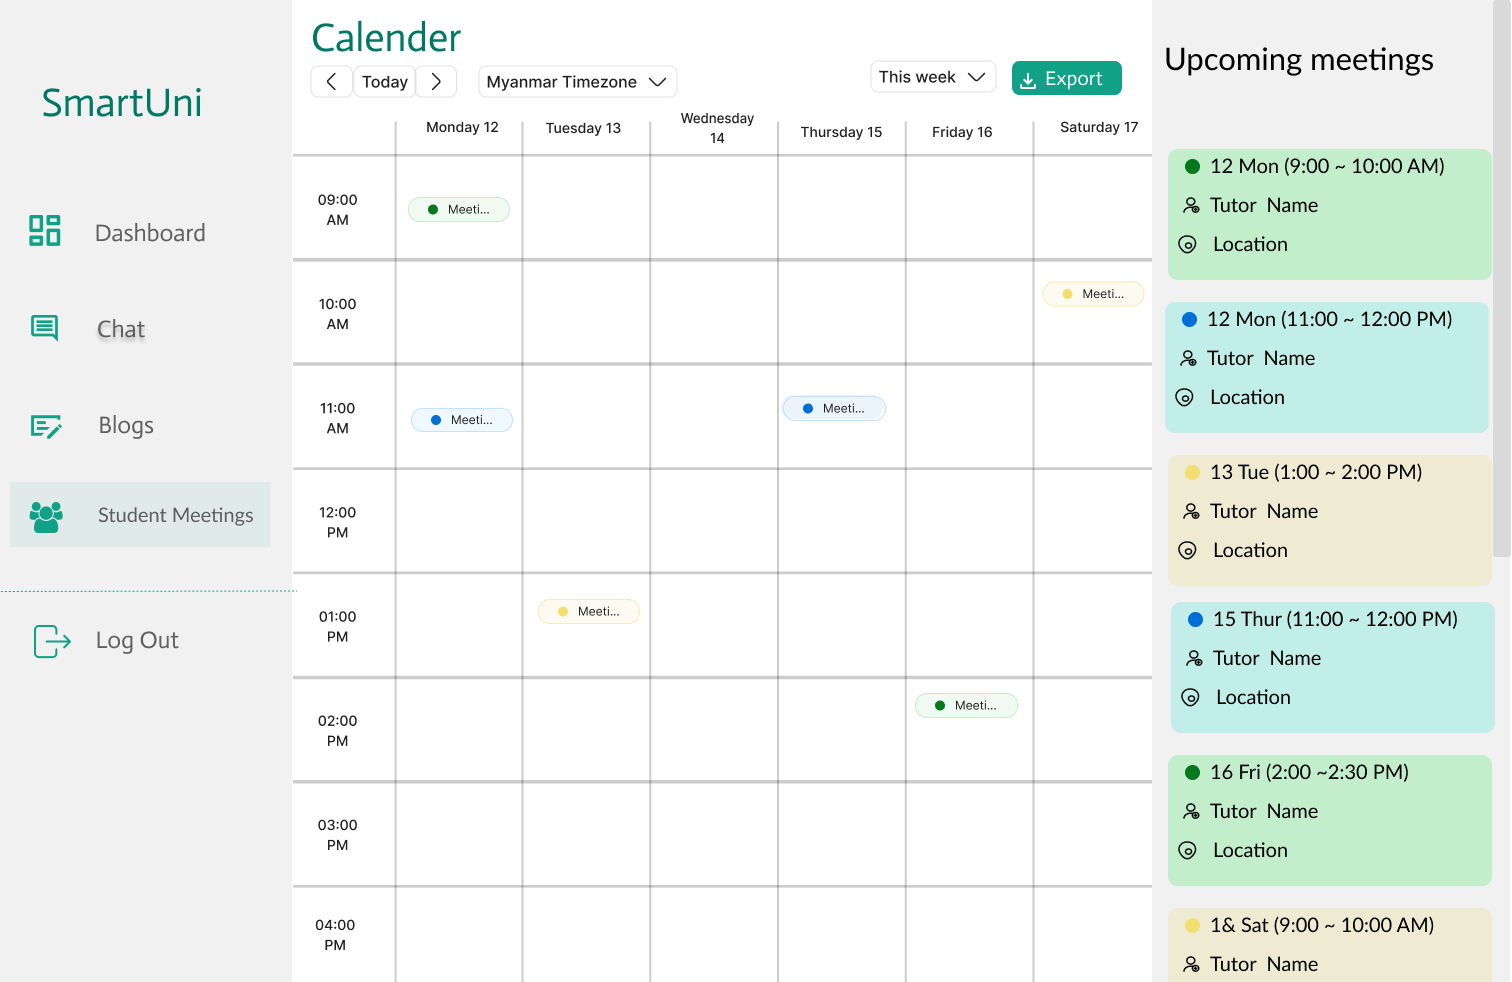 SmartUni
Dashboard
Chat
Blogs
Student Meetings
Log Out
Calender
Today
Myanmar Timezone
This week
Export
Monday 12
Tuesday 13
Wednesday
14
Thursday 15
Friday 16
Saturday 17
09:00
AM
Meeti...
10:00
AM
Meeti...
11:00
AM
Meeti...
Meeti...
12:00
PM
01:00
PM
Meeti...
02:00
PM
Meeti...
03:00
PM
04:00
PM
Upcoming meetings
12 Mon (9:00 ~ 10:00 AM)
Tutor Name
Location
12 Mon (11:00 ~ 12:00 PM)
Tutor Name
Location
13 Tue (1:00 ~ 2:00 PM)
Tutor Name
Location
15 Thur (11:00 ~ 12:00 PM)
Tutor Name
Location
16 Fri (2:00 ~2:30 PM)
Tutor Name
Location
1& Sat (9:00 ~ 10:00 AM)
Tutor Name